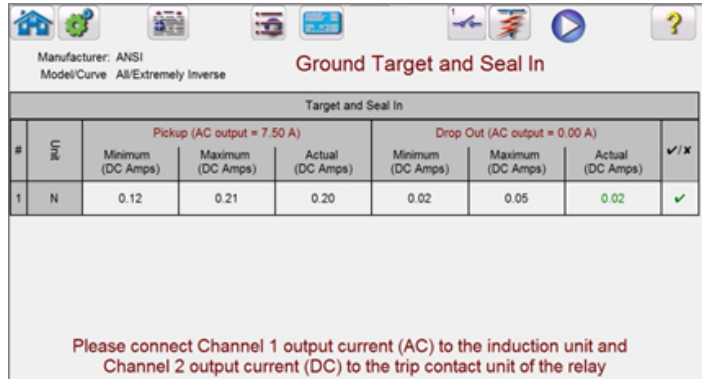 1
?
Manufacturer: ANSI
Model/Curve All/Extremely Inverse
Ground Target and Seal In
Target and Seal In
# Unit Pickup (AC output = 7.50 A) Drop Out (AC output = 0.00 A) ✔/✘
Minimum (DC Amps) Maximum (DC Amps) Actual (DC Amps) Minimum (DC Amps) Maximum (DC Amps) Actual (DC Amps)
1 N 0.12 0.21 0.20 0.02 0.05 0.02 ✔
Please connect Channel 1 output current (AC) to the induction unit and
Channel 2 output current (DC) to the trip contact unit of the relay